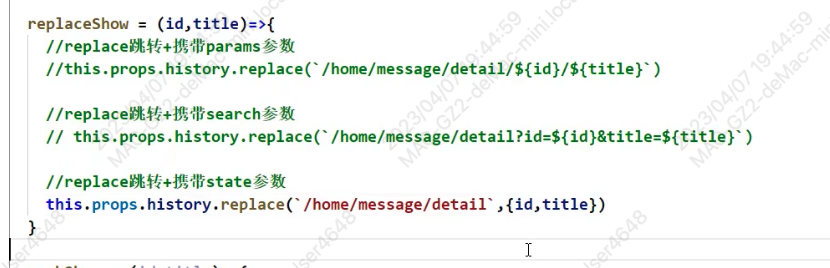 replaceShow = (id,title)=>{
//replace跳转+携带params参数
//this.props.history.replace(`/home/message/detail/${id}/${title}`)
//replace跳转+携带search参数
// this.props.history.replace(`/home/message/detail?id=${id}&title=${title}`)
//replace跳转+携带state参数
this.props.history.replace(`/home/message/detail`,{id,title})
}